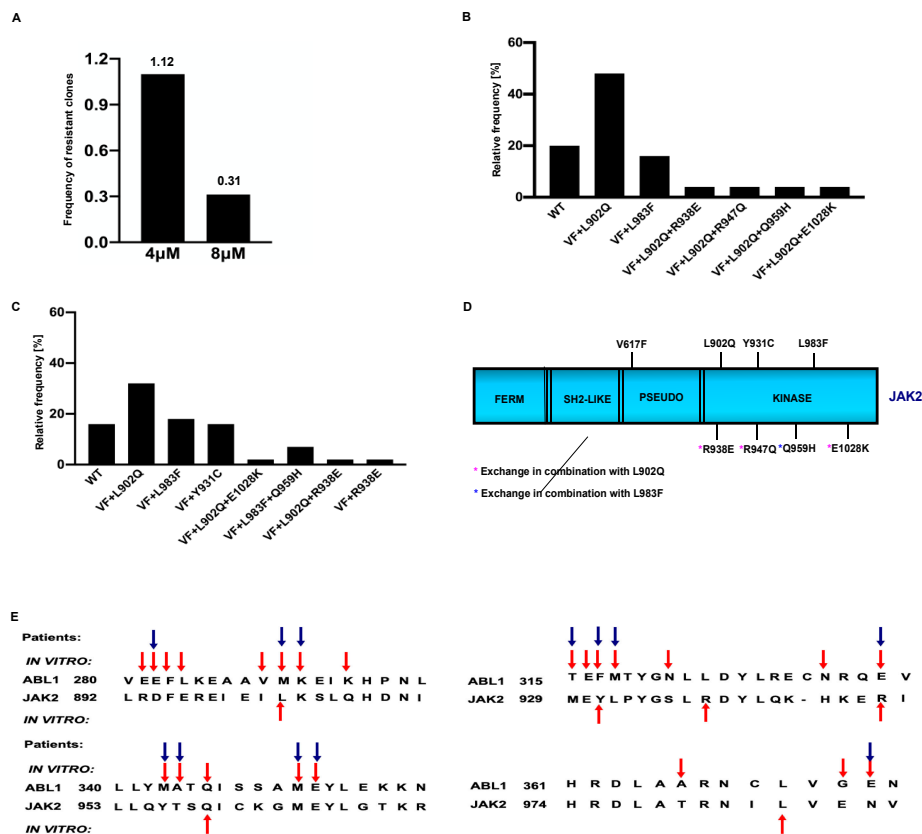 A
Frequency of resistant clones
1.2
0.9
0.6
0.3
0.0
1.12
0.31
4µM
8µM
B
Relative frequency [%]
60
40
20
0
WT
VF+L902Q
VF+L983F
VF+L902Q+R938E
VF+L902Q+R947Q
VF+L902Q+Q959H
VF+L902Q+E1028K
C
Relative frequency [%]
60
40
20
0
WT
VF+L902Q
VF+L983F
VF+Y931C
VF+L902Q+E1028K
VF+L983F+Q959H
VF+L902Q+R938E
VF+R938E
D
V617F L902Q Y931C L983F
FERM SH2-LIKE PSEUDO KINASE JAK2
*R938E *R947Q *Q959H *E1028K
* Exchange in combination with L902Q
* Exchange in combination with L983F
E
Patients:
IN VITRO:
ABL1 280 V E E F L K E A A V M K E I K H P N L
JAK2 892 L R D F E R E I E I L K S L Q H D N I
IN VITRO:
ABL1 315 T E F M T Y G N L L D Y L R E C N R Q E V
JAK2 929 M E Y L P Y G S L R D Y L Q K - H K E R I
Patients:
IN VITRO:
ABL1 340 L L Y M A T Q I S S A M E Y L E K K N
JAK2 953 L L Q Y T S Q I C K G M E Y L G T K R
IN VITRO:
ABL1 361 H R D L A A R N C L V G E N
JAK2 974 H R D L A T R N I L V E N V